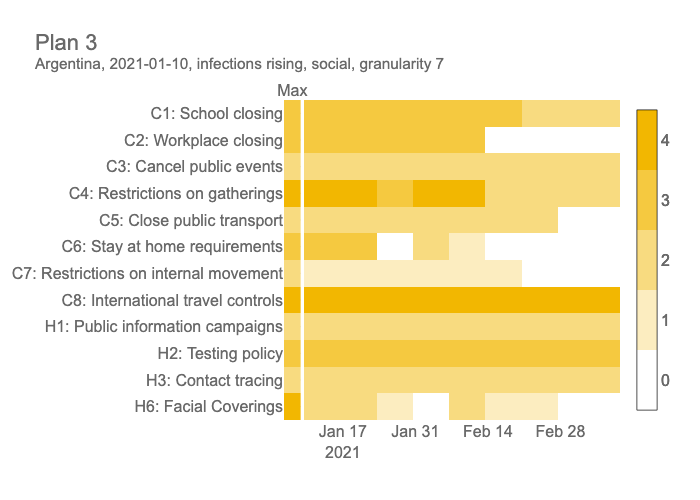 Plan 3
Argentina, 2021-01-10, infections rising, social, granularity 7
Max
C1: School closing
C2: Workplace closing
C3: Cancel public events
C4: Restrictions on gatherings
C5: Close public transport
C6: Stay at home requirements
C7: Restrictions on internal movement
C8: International travel controls
H1: Public information campaigns
H2: Testing policy
H3: Contact tracing
H6: Facial Coverings
Jan 17
2021
Jan 31
Feb 14
Feb 28
4
3
2
1
0